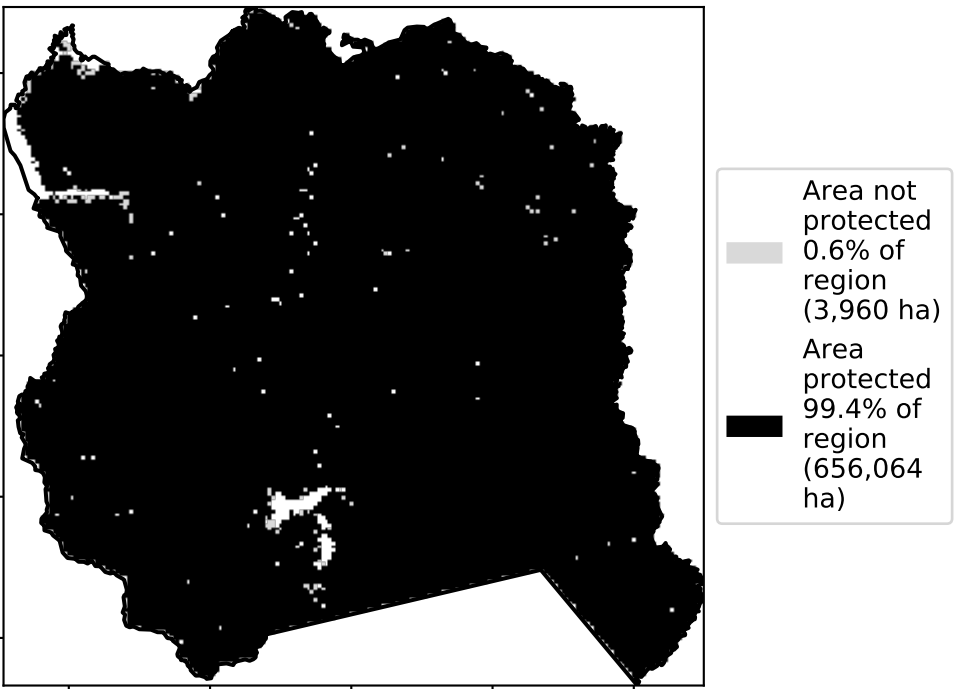 Area not
protected
0.6% of
region
(3,960 ha)
Area
protected
99.4% of
region
(656,064
ha)